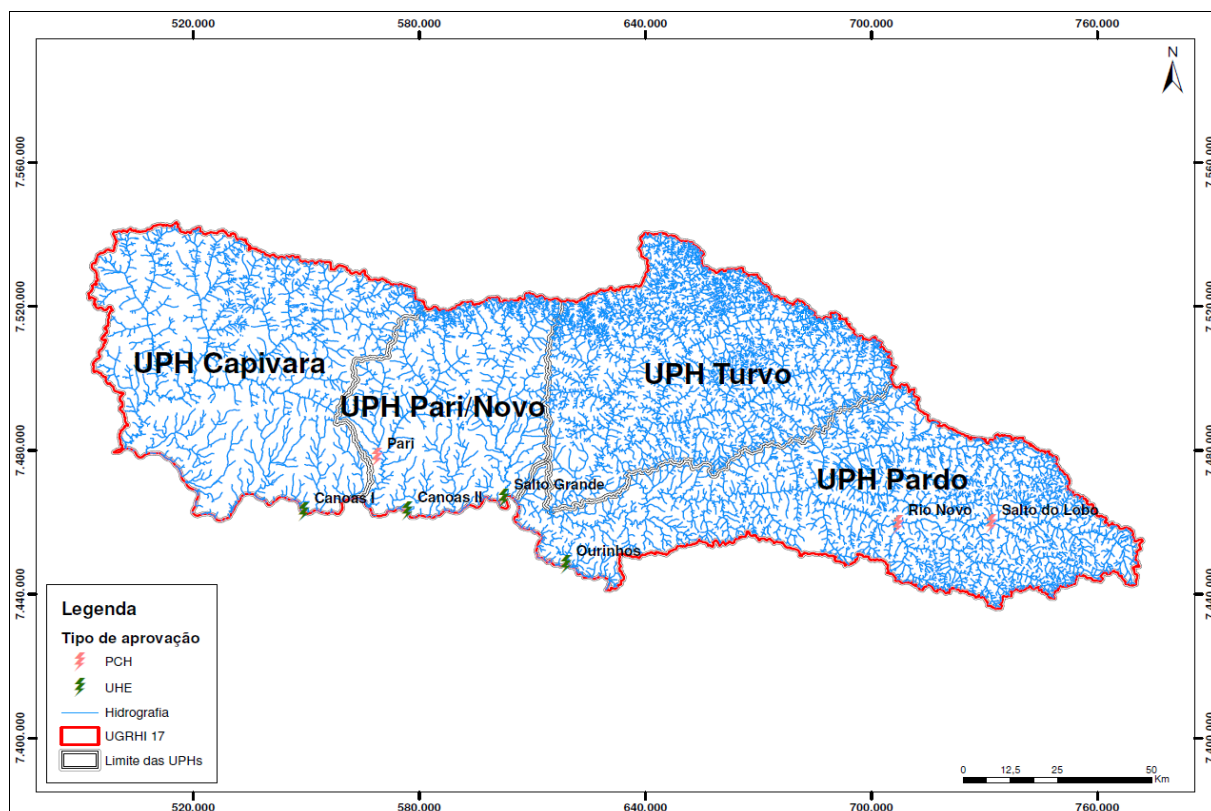 520.000 580.000 640.000 700.000 760.000
N
7.560.000 7.560.000
7.520.000 7.520.000
UPH Capivara
UPH Turvo
UPH Pari/Novo
7.480.000 7.480.000
Pari
UPH Pardo
Canoas I
Canoas II
Salto Grande
Rio Novo
Salto do Lobo
Ourinhos
7.440.000 7.440.000
Legenda
Tipo de aprovação
PCH
UHE
Hidrografia
UGRHI 17
Limite das UPHs
7.400.000 7.400.000
0 12,5 25 50
Km
520.000 580.000 640.000 700.000 760.000